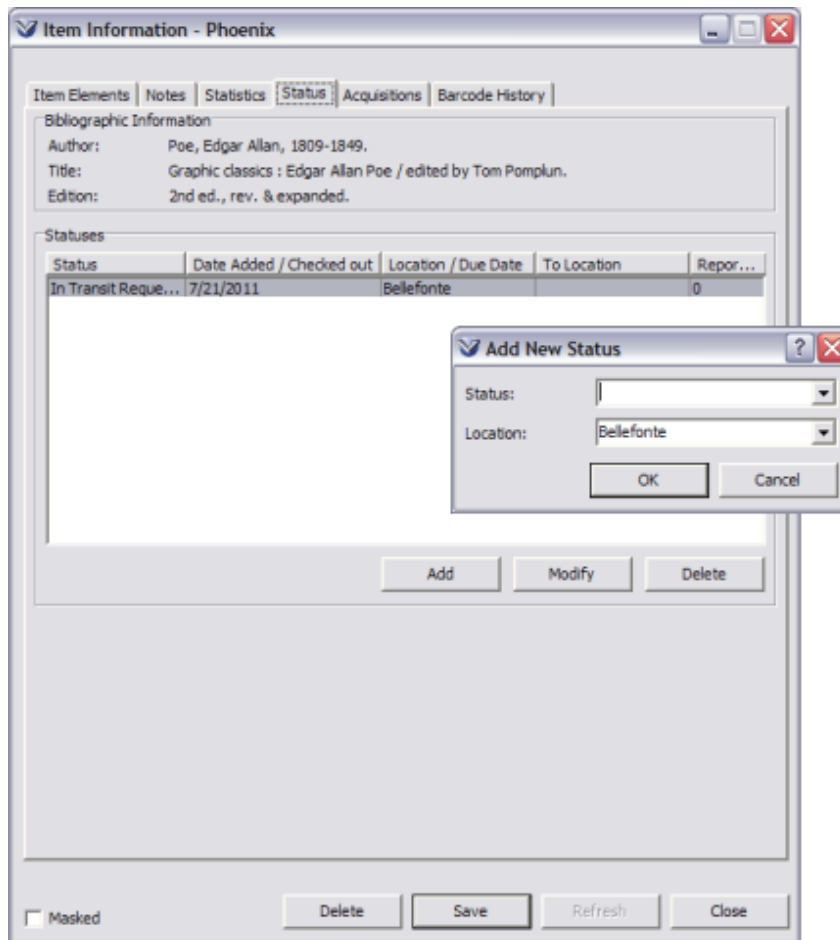 Item Information - Phoenix
Item Elements Notes Statistics Status Acquisitions Barcode History
Bibliographic Information
Author: Poe, Edgar Allan, 1809-1849.
Title: Graphic classics : Edgar Allan Poe / edited by Tom Pomplun.
Edition: 2nd ed., rev. & expanded.
Statuses
Status Date Added / Checked out Location / Due Date To Location Repor...
In Transit Reque... 7/21/2011 Bellefonte 0
Add New Status ?
Status:
Location: Bellefonte
OK Cancel
Add Modify Delete
Masked Delete Save Refresh Close